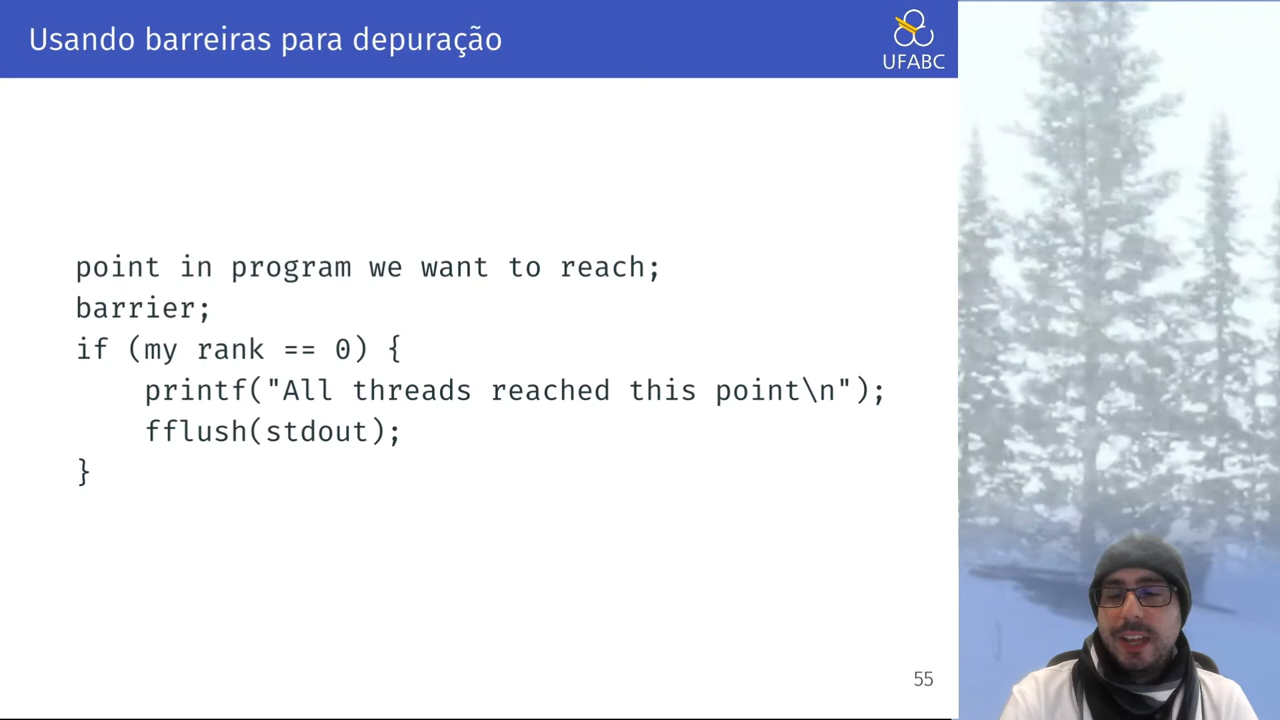 Usando barreiras para depuração
UFABC
point in program we want to reach;
barrier;
if (my rank == 0) {
    printf("All threads reached this point\n");
    fflush(stdout);
}
55